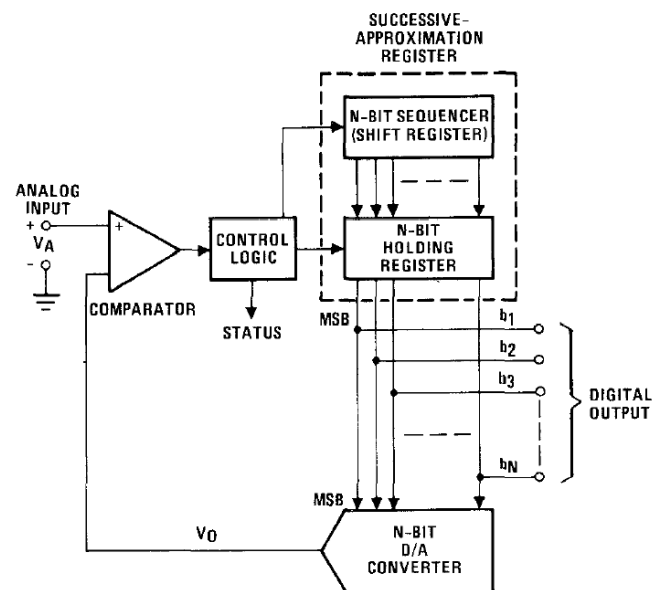 SUCCESSIVE-
APPROXIMATION
REGISTER
N-BIT SEQUENCER
(SHIFT REGISTER)
ANALOG
INPUT
+
VA
-
+
COMPARATOR
CONTROL
LOGIC
STATUS
N-BIT
HOLDING
REGISTER
MSB
b1
b2
b3
bN
DIGITAL
OUTPUT
MSB
VO
N-BIT
D/A
CONVERTER